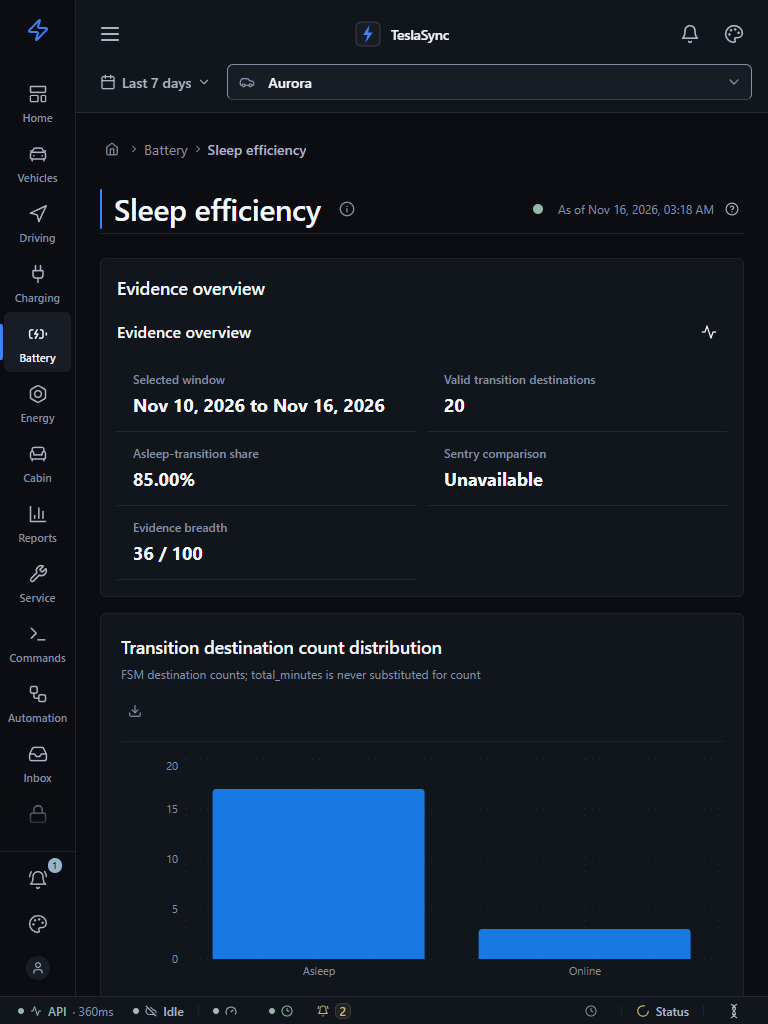 TeslaSync
Last 7 days
Aurora
Home
Vehicles
Driving
Charging
Battery
Energy
Cabin
Reports
Service
Commands
Automation
Inbox
1
Battery
Sleep efficiency
Sleep efficiency
As of Nov 16, 2026, 03:18 AM
Evidence overview
Evidence overview
Selected window
Nov 10, 2026 to Nov 16, 2026
Valid transition destinations
20
Asleep-transition share
85.00%
Sentry comparison
Unavailable
Evidence breadth
36 / 100
Transition destination count distribution
FSM destination counts; total_minutes is never substituted for count
20
15
10
5
0
Asleep
Online
API · 360ms
Idle
2
Status